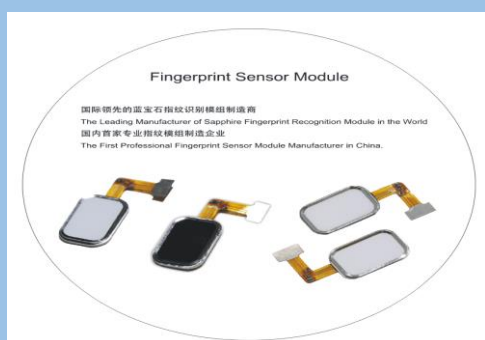 Fingerprint Sensor Module
国际领先的蓝宝石指纹识别模组制造商
The Leading Manufacturer of Sapphire Fingerprint Recognition Module in the World
国内首家专业指纹模组制造企业
The First Professional Fingerprint Sensor Module Manufacturer in China.